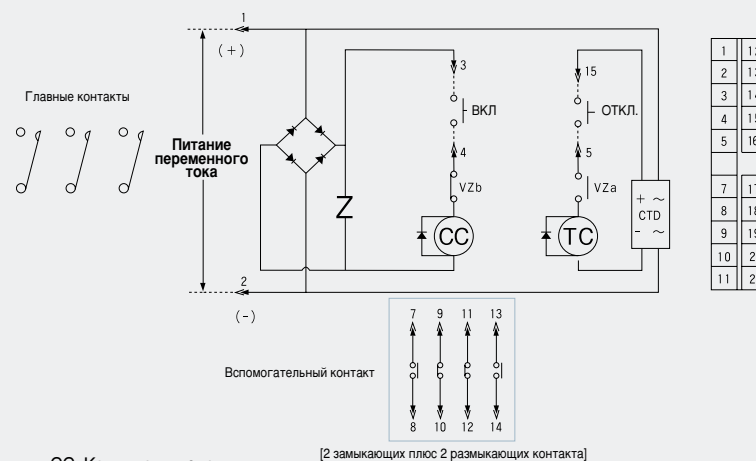 1
(+)
Главные контакты
Питание
переменного
тока
3
ВКЛ
4
VZb
CC
Z
15
ОТКЛ.
5
VZa
TC
+ ~
CTD
- ~
2
(-)
1
2
3
4
5
7
8
9
10
11
7 9 11 13
Вспомогательный контакт
8 10 12 14
[2 замыкающих плюс 2 размыкающих контакта]